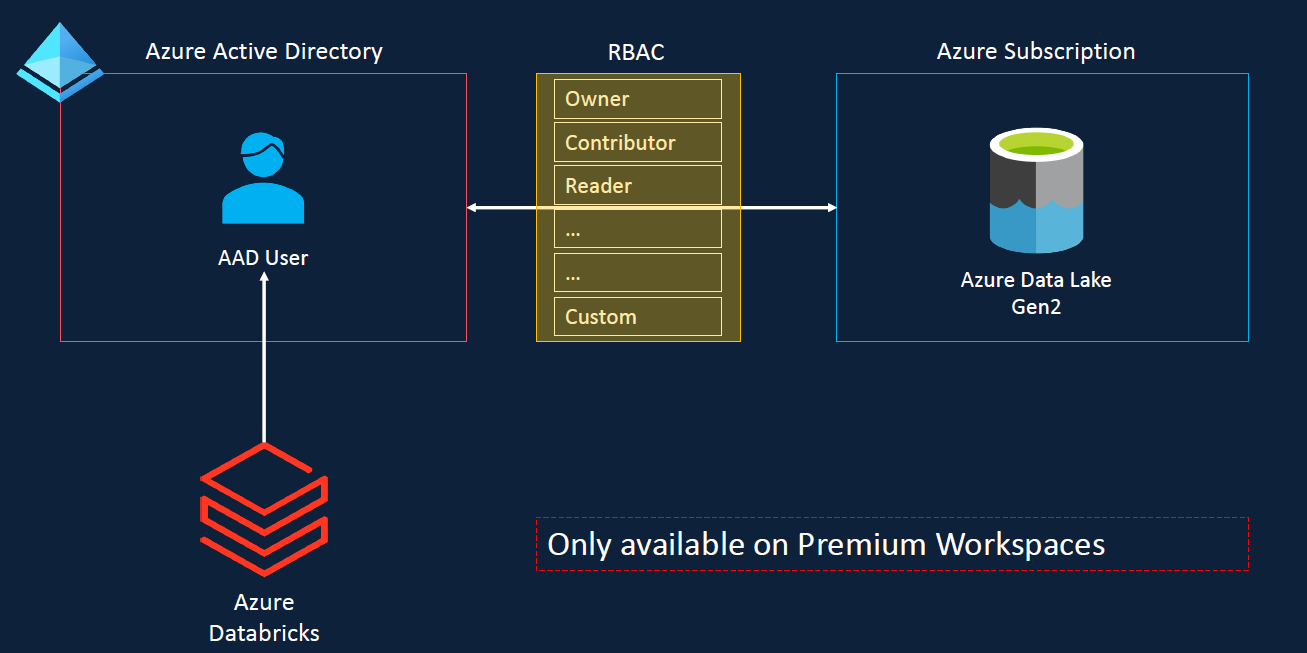 Azure Active Directory
RBAC
Azure Subscription
Owner
Contributor
Reader
...
...
Custom
AAD User
Azure Data Lake
Gen2
Only available on Premium Workspaces
Azure
Databricks